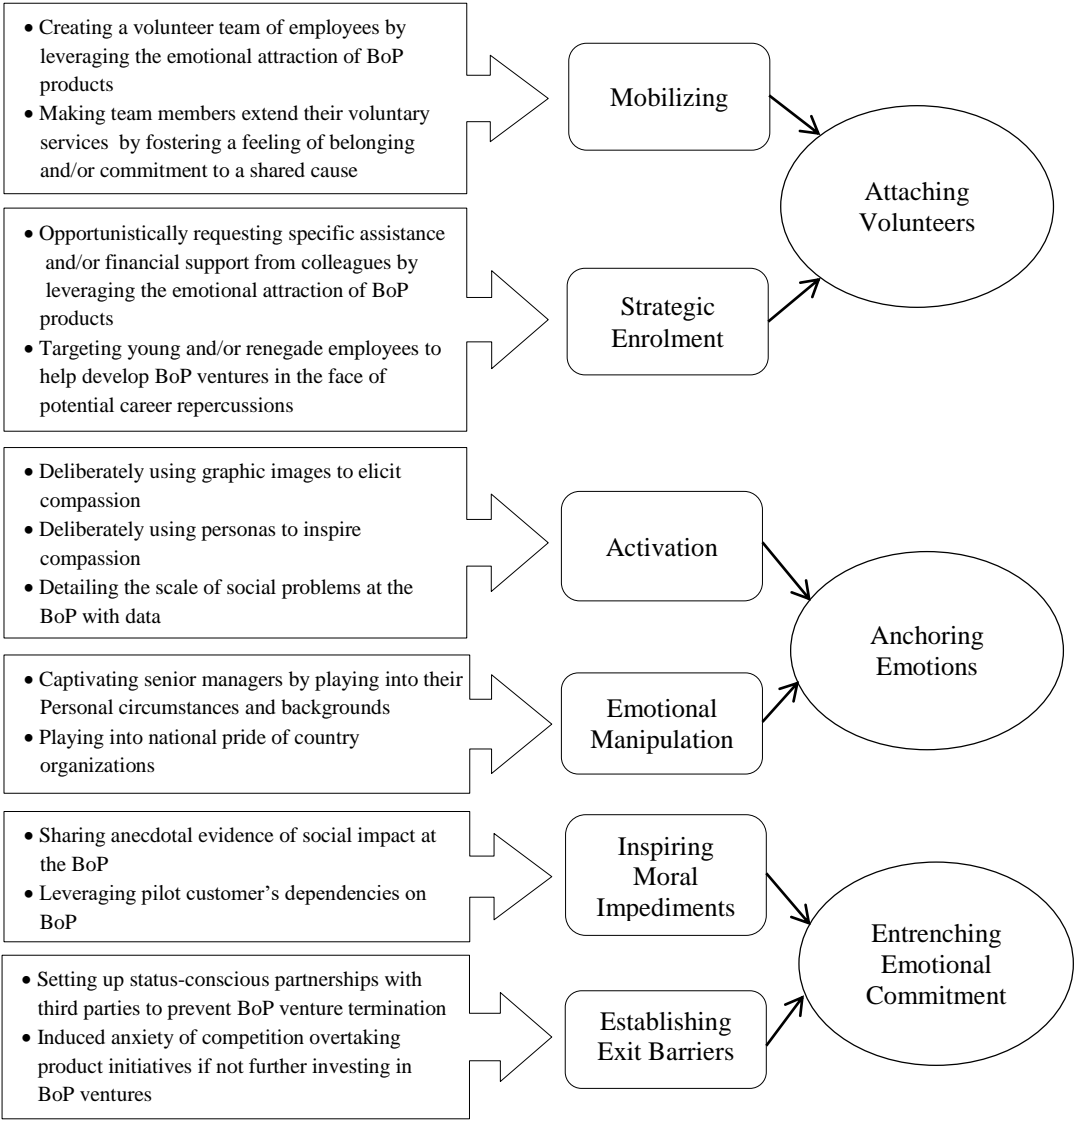 • Creating a volunteer team of employees by
leveraging the emotional attraction of BoP
products
• Making team members extend their voluntary
services by fostering a feeling of belonging
and/or commitment to a shared cause
Mobilizing
Attaching
Volunteers
• Opportunistically requesting specific assistance
and/or financial support from colleagues by
leveraging the emotional attraction of BoP
products
• Targeting young and/or renegade employees to
help develop BoP ventures in the face of
potential career repercussions
Strategic
Enrolment
• Deliberately using graphic images to elicit
compassion
• Deliberately using personas to inspire
compassion
• Detailing the scale of social problems at the
BoP with data
Activation
Anchoring
Emotions
• Captivating senior managers by playing into their
Personal circumstances and backgrounds
• Playing into national pride of country
organizations
Emotional
Manipulation
• Sharing anecdotal evidence of social impact at
the BoP
• Leveraging pilot customer’s dependencies on
BoP
Inspiring
Moral
Impediments
Entrenching
Emotional
Commitment
• Setting up status-conscious partnerships with
third parties to prevent BoP venture termination
• Induced anxiety of competition overtaking
product initiatives if not further investing in
BoP ventures
Establishing
Exit Barriers